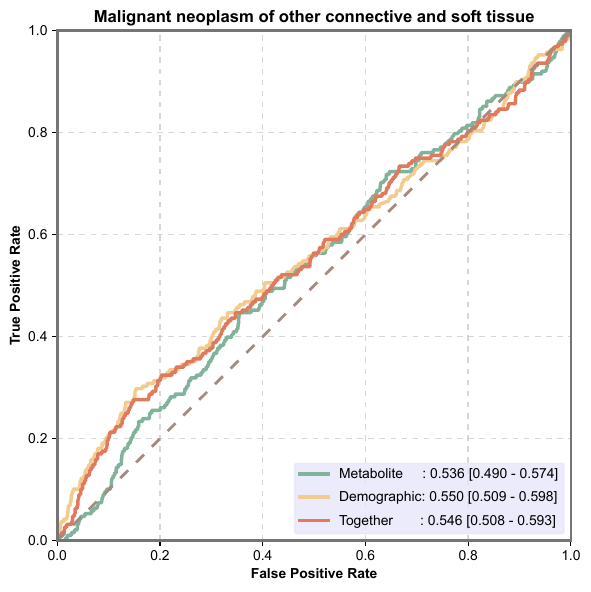 Malignant neoplasm of other connective and soft tissue
1.0
0.8
0.6
0.4
0.2
0.0
True Positive Rate
Metabolite : 0.536 [0.490 - 0.574]
Demographic: 0.550 [0.509 - 0.598]
Together : 0.546 [0.508 - 0.593]
0.0 0.2 0.4 0.6 0.8 1.0
False Positive Rate